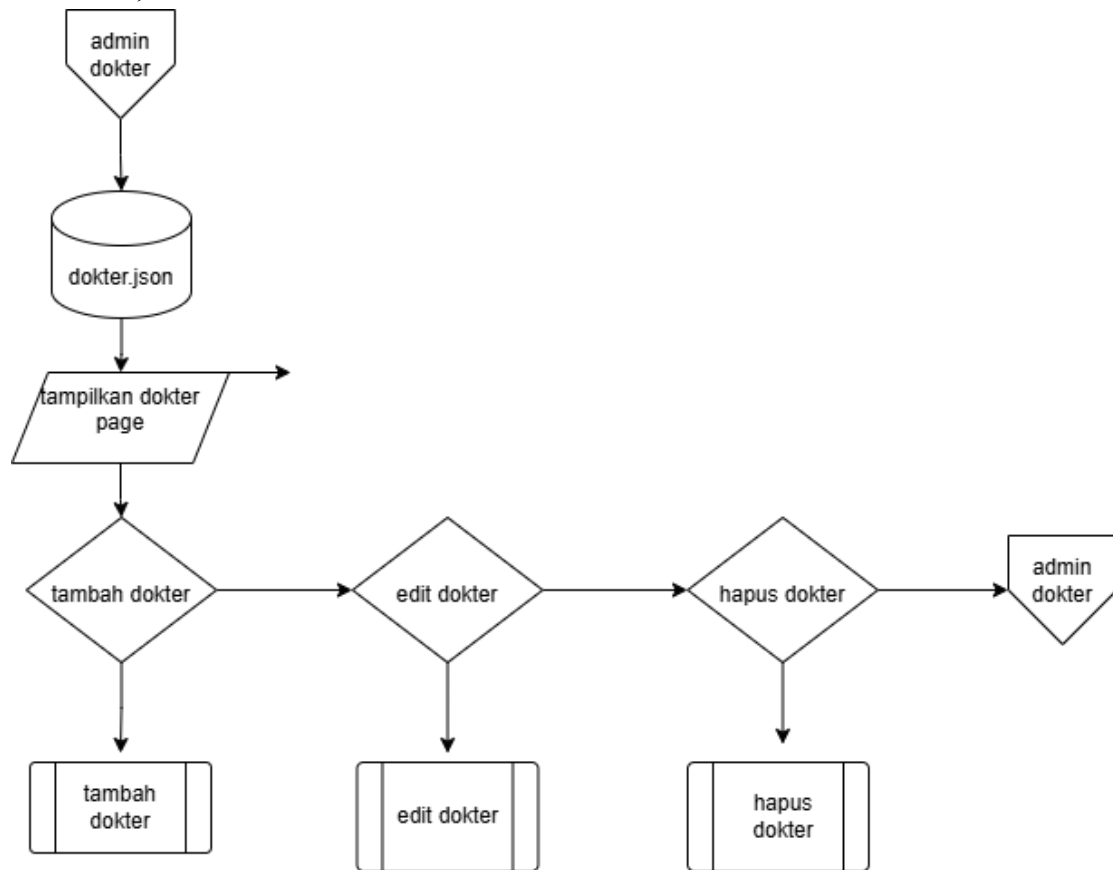 admin
dokter
dokter.json
tampilkan dokter
page
tambah dokter
edit dokter
hapus dokter
admin
dokter
tambah
dokter
edit dokter
hapus
dokter